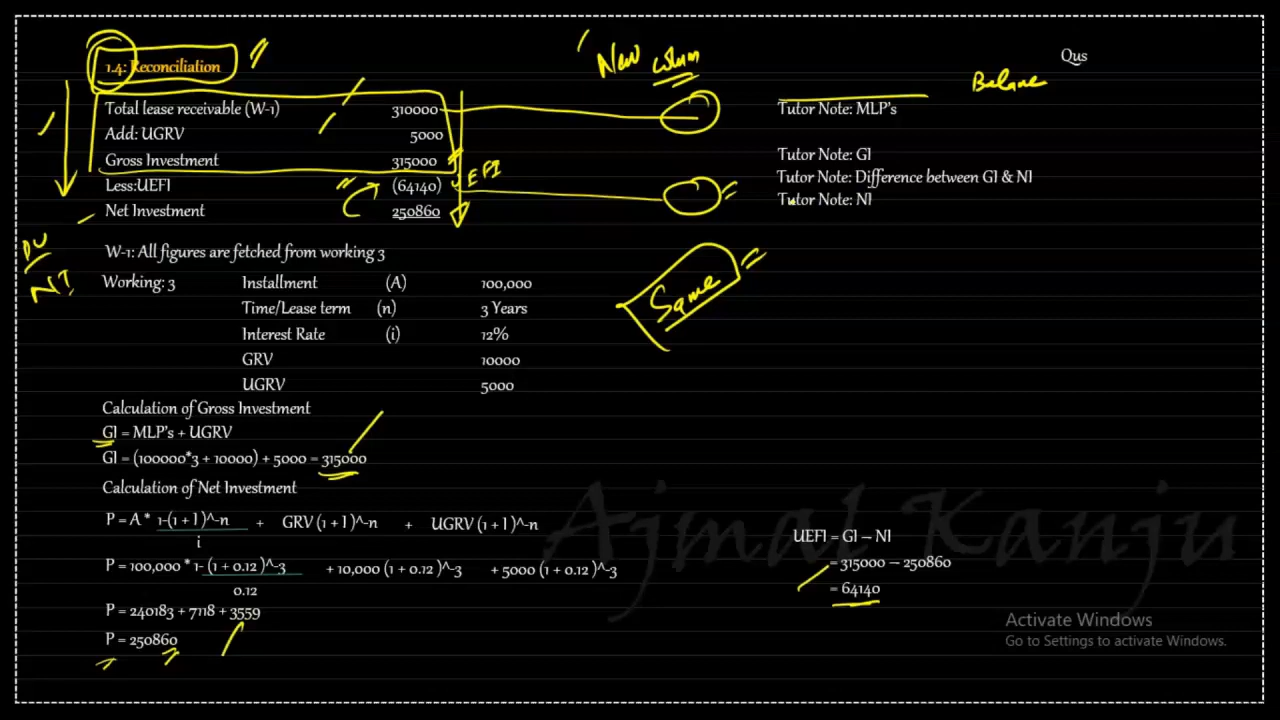 Qus
1.4: Reconciliation
New column
Balance
Total lease receivable (W-1) 310000
Tutor Note: MLP's
Add: UGRV 5000
Gross Investment 315000
Tutor Note: GI
Less:UEFI (64140) EFI
Tutor Note: Difference between GI & NI
Net Investment 250860
Tutor Note: NI
NI
W-1: All figures are fetched from working 3
Same
Working: 3 Installment (A) 100,000
Time/Lease term (n) 3 Years
Interest Rate (i) 12%
GRV 10000
UGRV 5000
Calculation of Gross Investment
GI = MLP's + UGRV
GI = (100000*3 + 10000) + 5000 = 315000
Calculation of Net Investment
P = A * 1-(1 + I )^-n + GRV (1 + I )^-n + UGRV (1 + I )^-n
i
P = 100,000 * 1- (1 + 0.12 )^-3 + 10,000 (1 + 0.12 )^-3 + 5000 (1 + 0.12 )^-3
0.12
P = 240183 + 7118 + 3559
P = 250860
UEFI = GI – NI
= 315000 – 250860
= 64140
Ajmal Kanju
Activate Windows
Go to Settings to activate Windows.